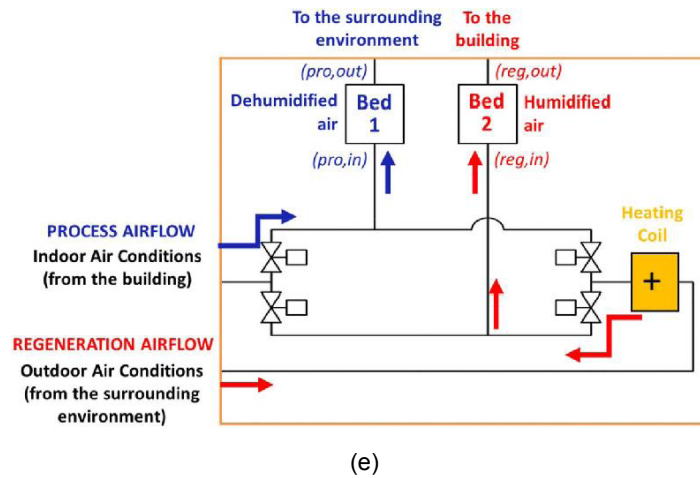 To the surrounding
environment
To the
building
(pro,out)
(reg,out)
Dehumidified
air
Bed
1
Bed
2
Humidified
air
(pro,in)
(reg,in)
PROCESS AIRFLOW
Indoor Air Conditions
(from the building)
Heating
Coil
+
REGENERATION AIRFLOW
Outdoor Air Conditions
(from the surrounding
environment)
(e)